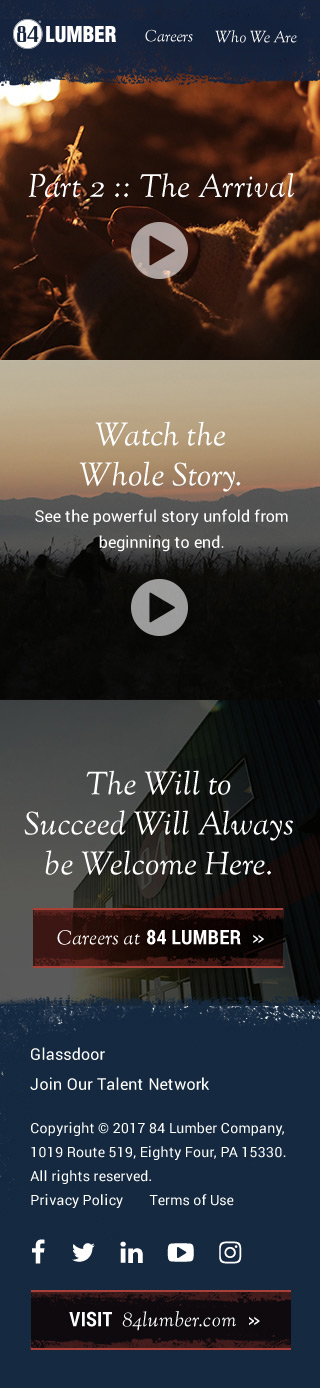 84 LUMBER Careers Who We Are
Part 2 :: The Arrival
Watch the
Whole Story.
See the powerful story unfold from
beginning to end.
The Will to
Succeed Will Always
be Welcome Here.
Careers at 84 LUMBER »
Glassdoor
Join Our Talent Network
Copyright © 2017 84 Lumber Company,
1019 Route 519, Eighty Four, PA 15330.
All rights reserved.
Privacy Policy Terms of Use
VISIT 84lumber.com »